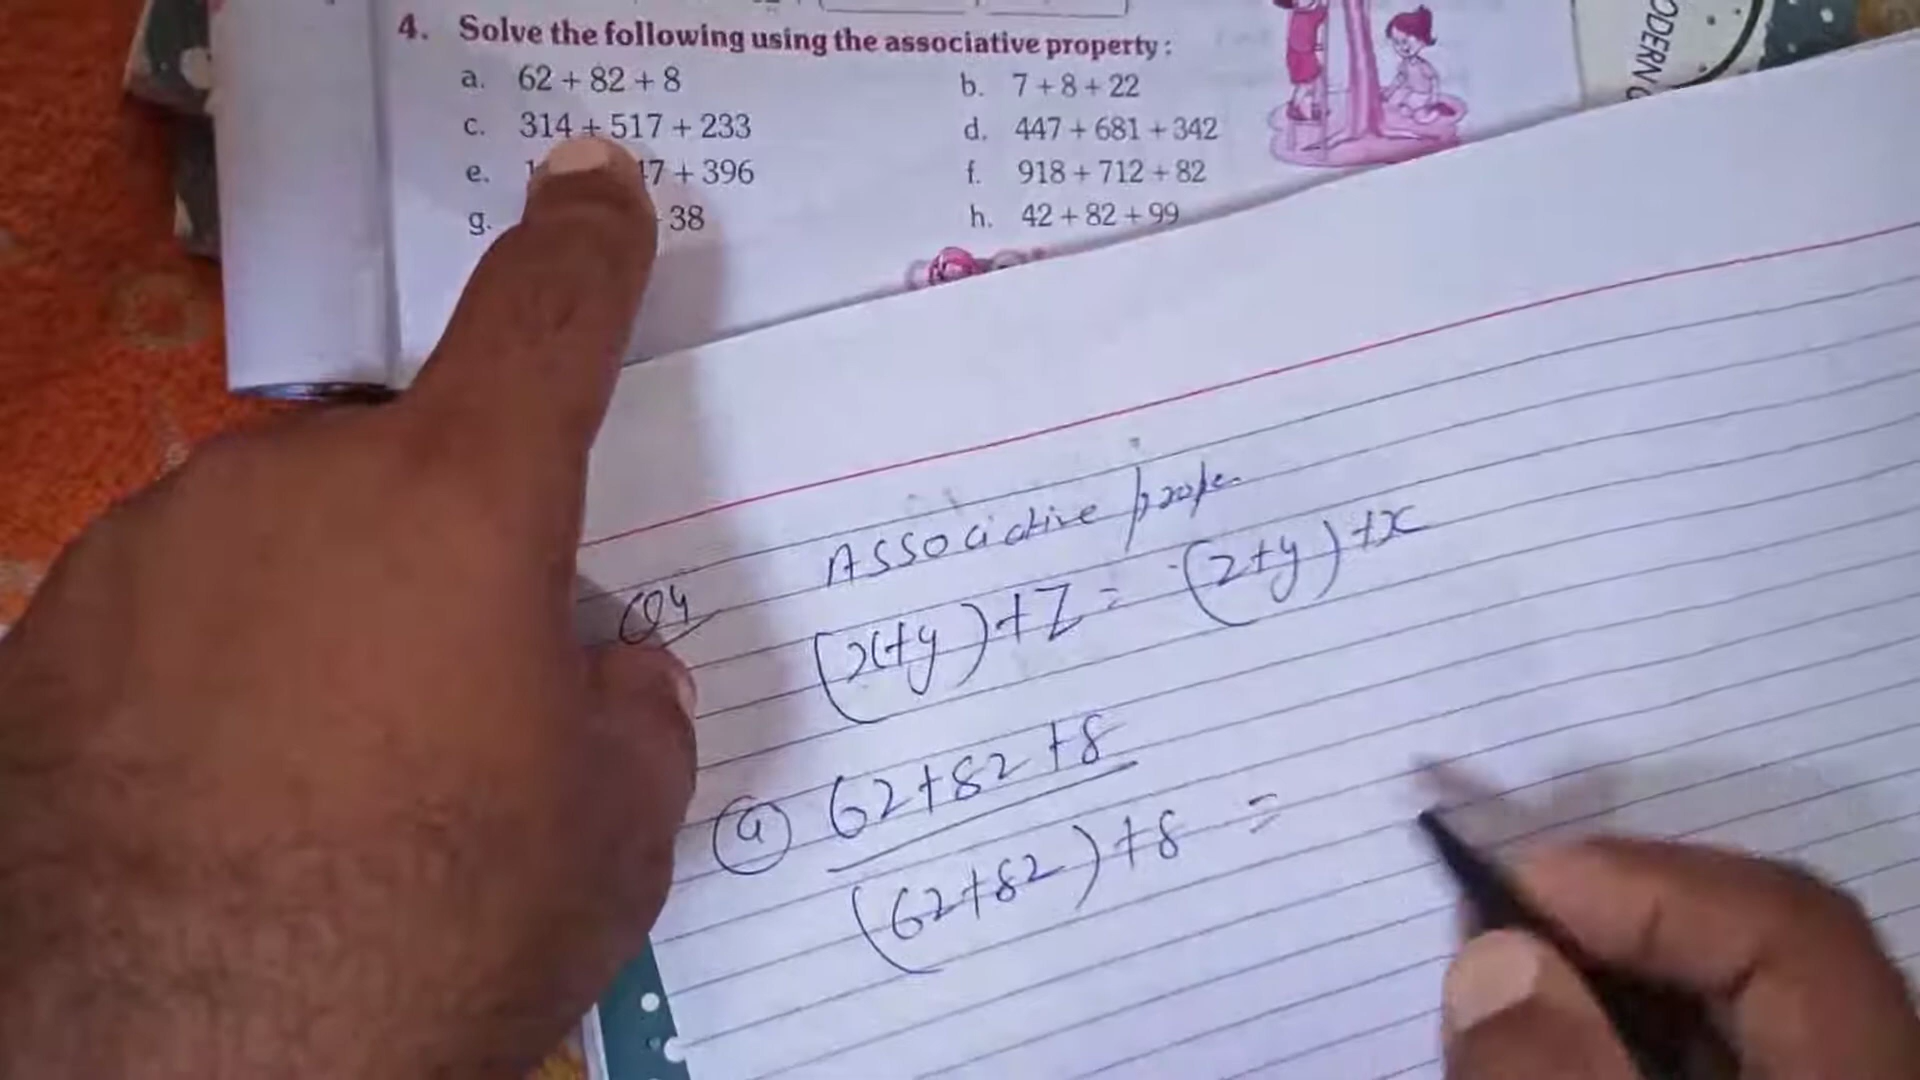 4. Solve the following using the associative property :
a. 62 + 82 + 8
b. 7 + 8 + 22
c. 314 + 517 + 233
d. 447 + 681 + 342
e. 7 + 396
f. 918 + 712 + 82
g. 38
h. 42 + 82 + 99
Associative prope.
Q4
(x+y)+z = (z+y)+x
(a) 62+82+8
(62+82)+8 =